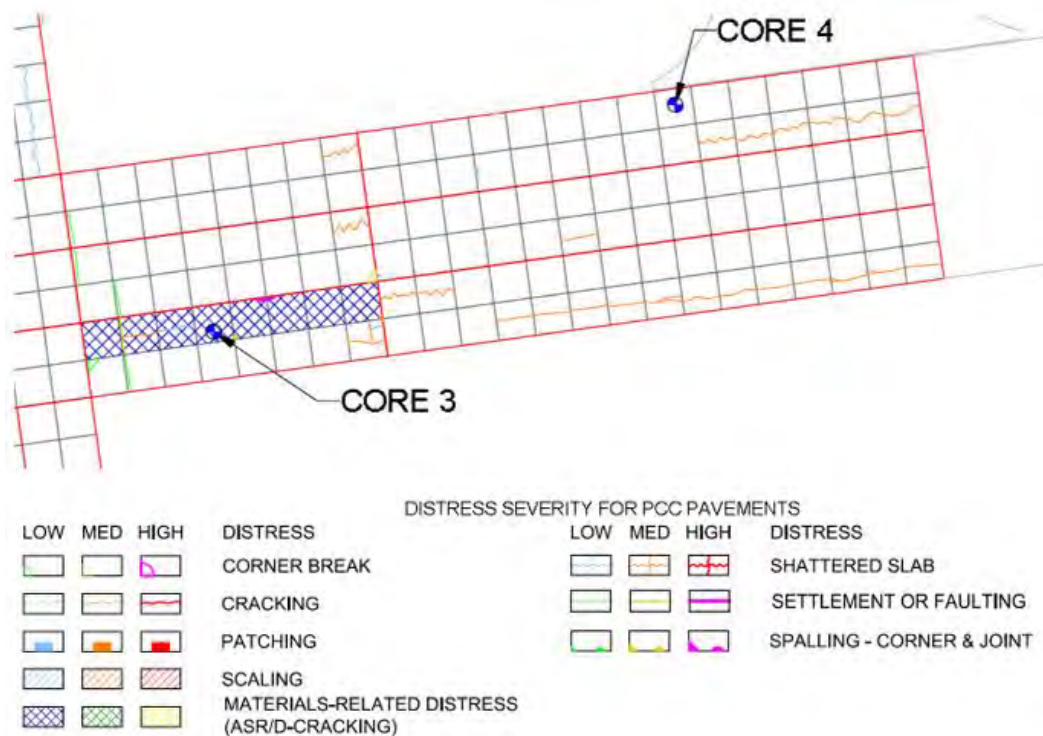 CORE 4
CORE 3
DISTRESS SEVERITY FOR PCC PAVEMENTS
LOW MED HIGH DISTRESS
CORNER BREAK
CRACKING
PATCHING
SCALING
MATERIALS-RELATED DISTRESS
(ASR/D-CRACKING)
LOW MED HIGH DISTRESS
SHATTERED SLAB
SETTLEMENT OR FAULTING
SPALLING - CORNER & JOINT